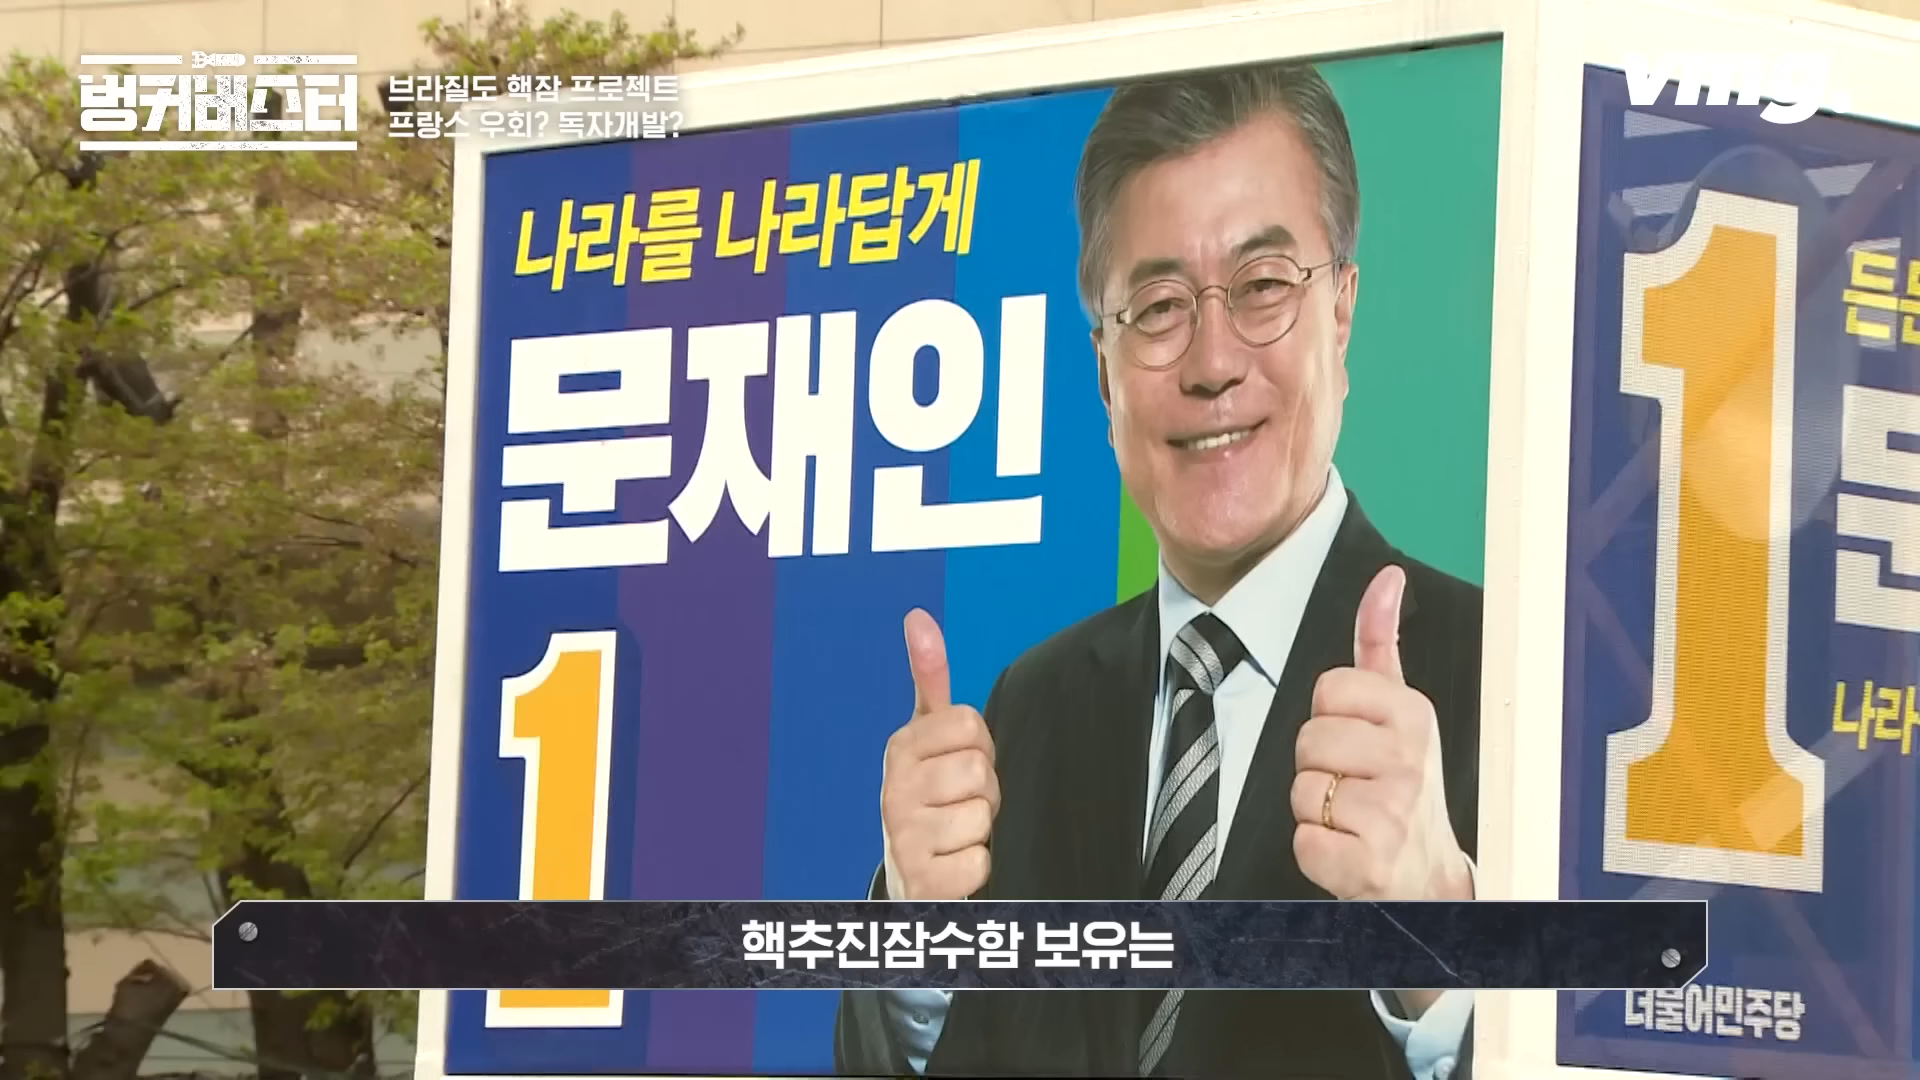 벙커버스터
브라질도 핵잠 프로젝트
프랑스 우회? 독자개발?
vmg.
나라를 나라답게
문재인
1
1
나라
더불어민주당
핵추진잠수함 보유는